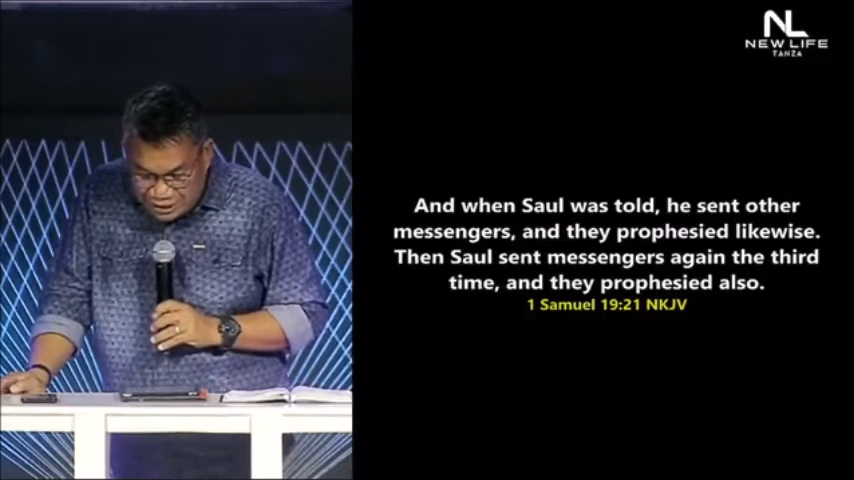 NL
NEW LIFE
TANZA
And when Saul was told, he sent other
messengers, and they prophesied likewise.
Then Saul sent messengers again the third
time, and they prophesied also.
1 Samuel 19:21 NKJV